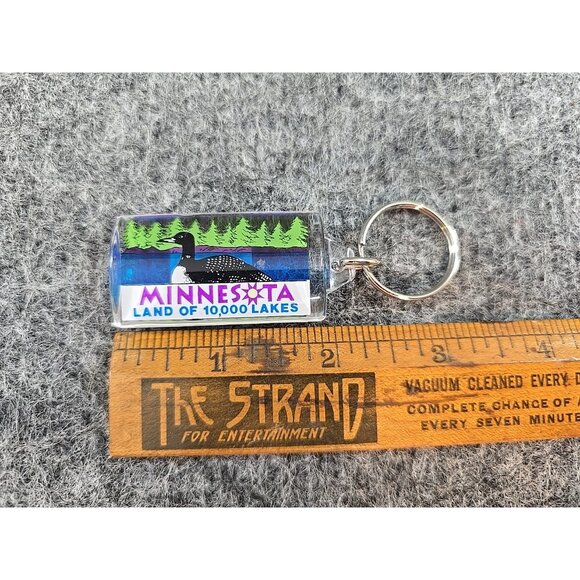 MINNESOTA
LAND OF 10,000 LAKES
1 2 3 4
THE STRAND
FOR ENTERTAINMENT
VACUUM CLEANED EVERY
COMPLETE CHANGE OF
EVERY SEVEN MINUTE